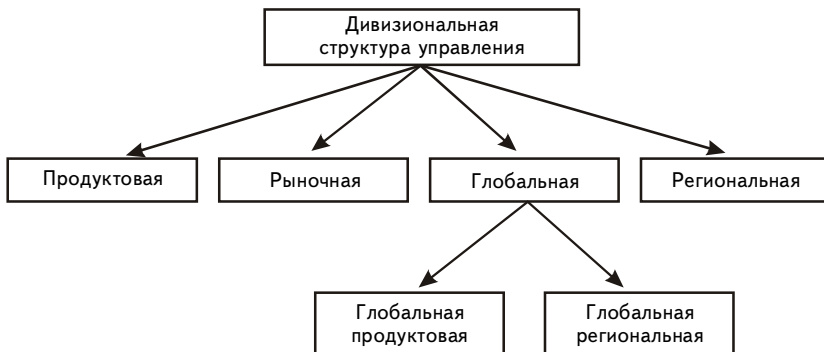 Дивизиональная
структура управления
Продуктовая
Рыночная
Глобальная
Региональная
Глобальная
продуктовая
Глобальная
региональная